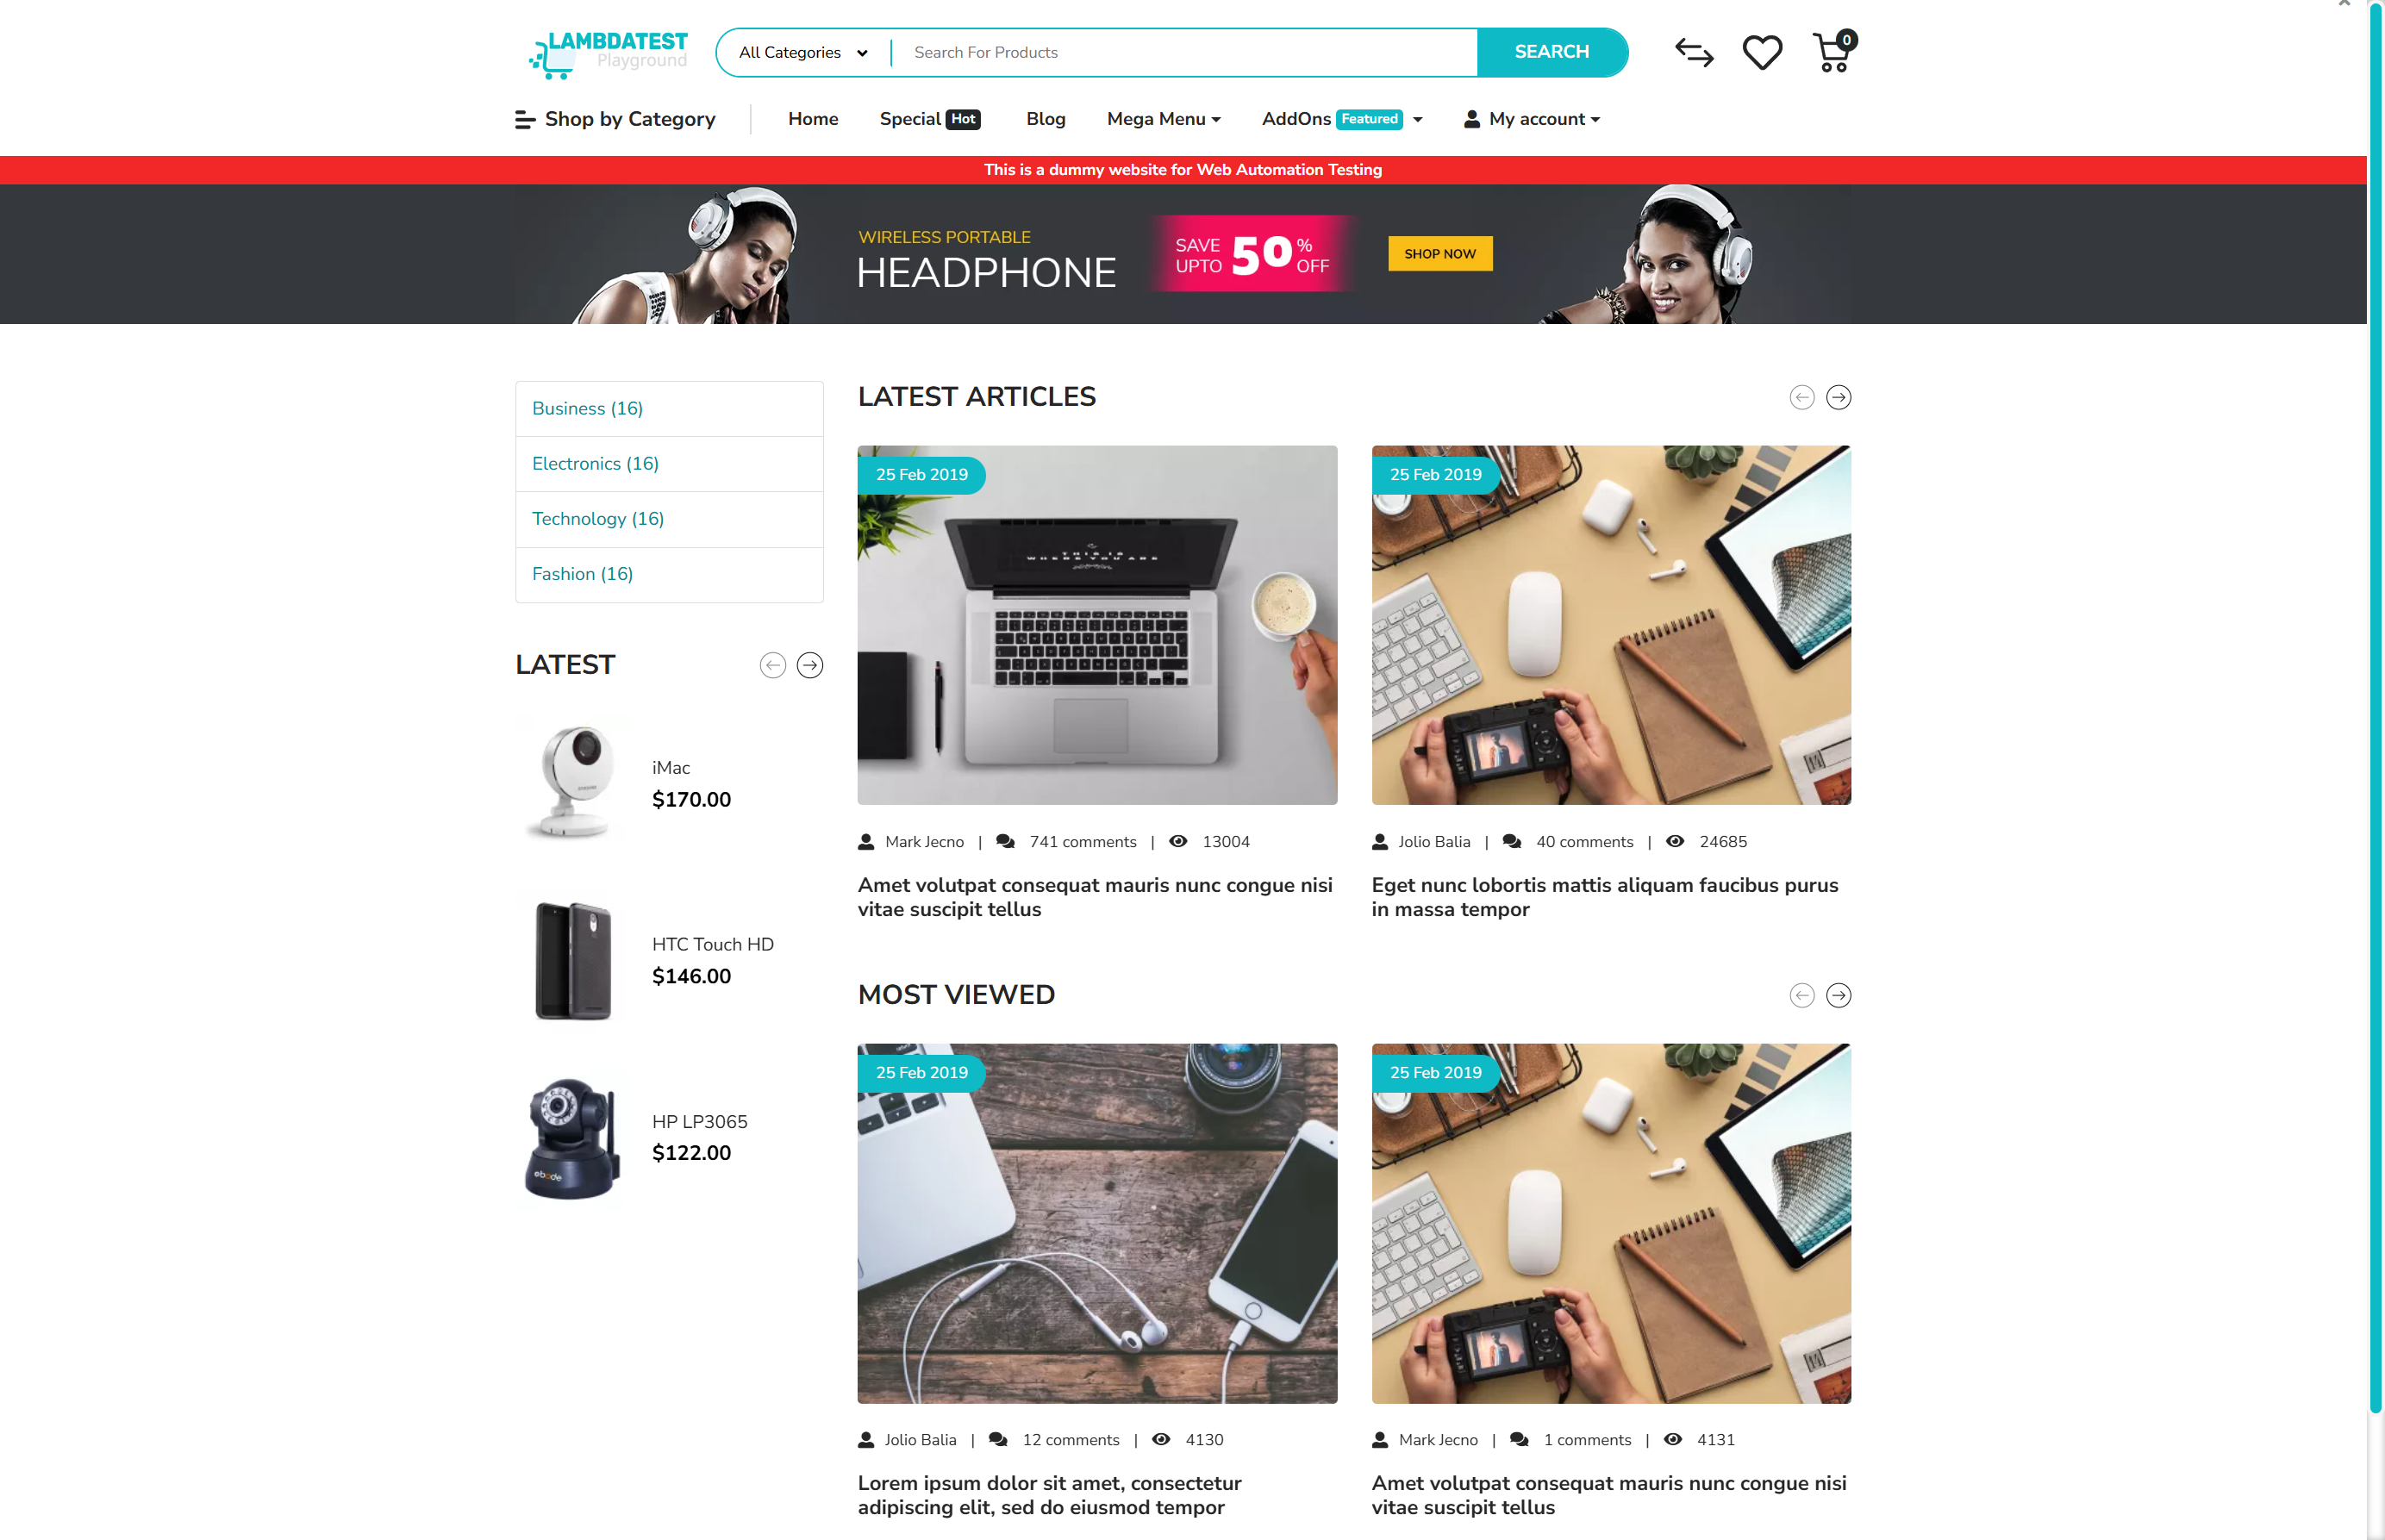 LAMBDATEST
Playground
All Categories
Search For Products
SEARCH
0
Shop by Category
Home
Special Hot
Blog
Mega Menu
AddOns Featured
My account
This is a dummy website for Web Automation Testing
WIRELESS PORTABLE
HEADPHONE
SAVE UPTO 50% OFF
SHOP NOW
Business (16)
Electronics (16)
Technology (16)
Fashion (16)
LATEST
iMac
$170.00
HTC Touch HD
$146.00
HP LP3065
$122.00
ebode
LATEST ARTICLES
25 Feb 2019
THIS IS
WHERE YOU ARE
Mark Jecno | 741 comments | 13004
Amet volutpat consequat mauris nunc congue nisi
vitae suscipit tellus
25 Feb 2019
Jolio Balia | 40 comments | 24685
Eget nunc lobortis mattis aliquam faucibus purus
in massa tempor
MOST VIEWED
25 Feb 2019
Jolio Balia | 12 comments | 4130
Lorem ipsum dolor sit amet, consectetur
adipiscing elit, sed do eiusmod tempor
25 Feb 2019
Mark Jecno | 1 comments | 4131
Amet volutpat consequat mauris nunc congue nisi
vitae suscipit tellus